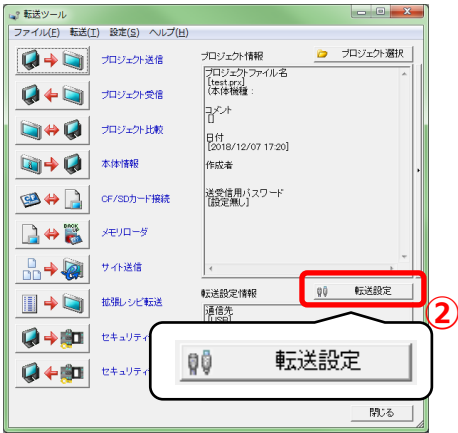 転送ツール
ファイル(F) 転送(T) 設定(S) ヘルプ(H)
プロジェクト送信
プロジェクト受信
プロジェクト比較
本体情報
CF/SDカード接続
メモリローダ
サイト送信
拡張レシピ転送
セキュリティ
セキュリティ
プロジェクト情報
プロジェクト選択
プロジェクトファイル名
[test.prx]
(本体機種 :
コメント
[]
日付
[2018/12/07 17:20]
作成者
送受信用パスワード
[設定無し]
転送設定情報
転送設定
通信先
[USB]
②
転送設定
閉じる